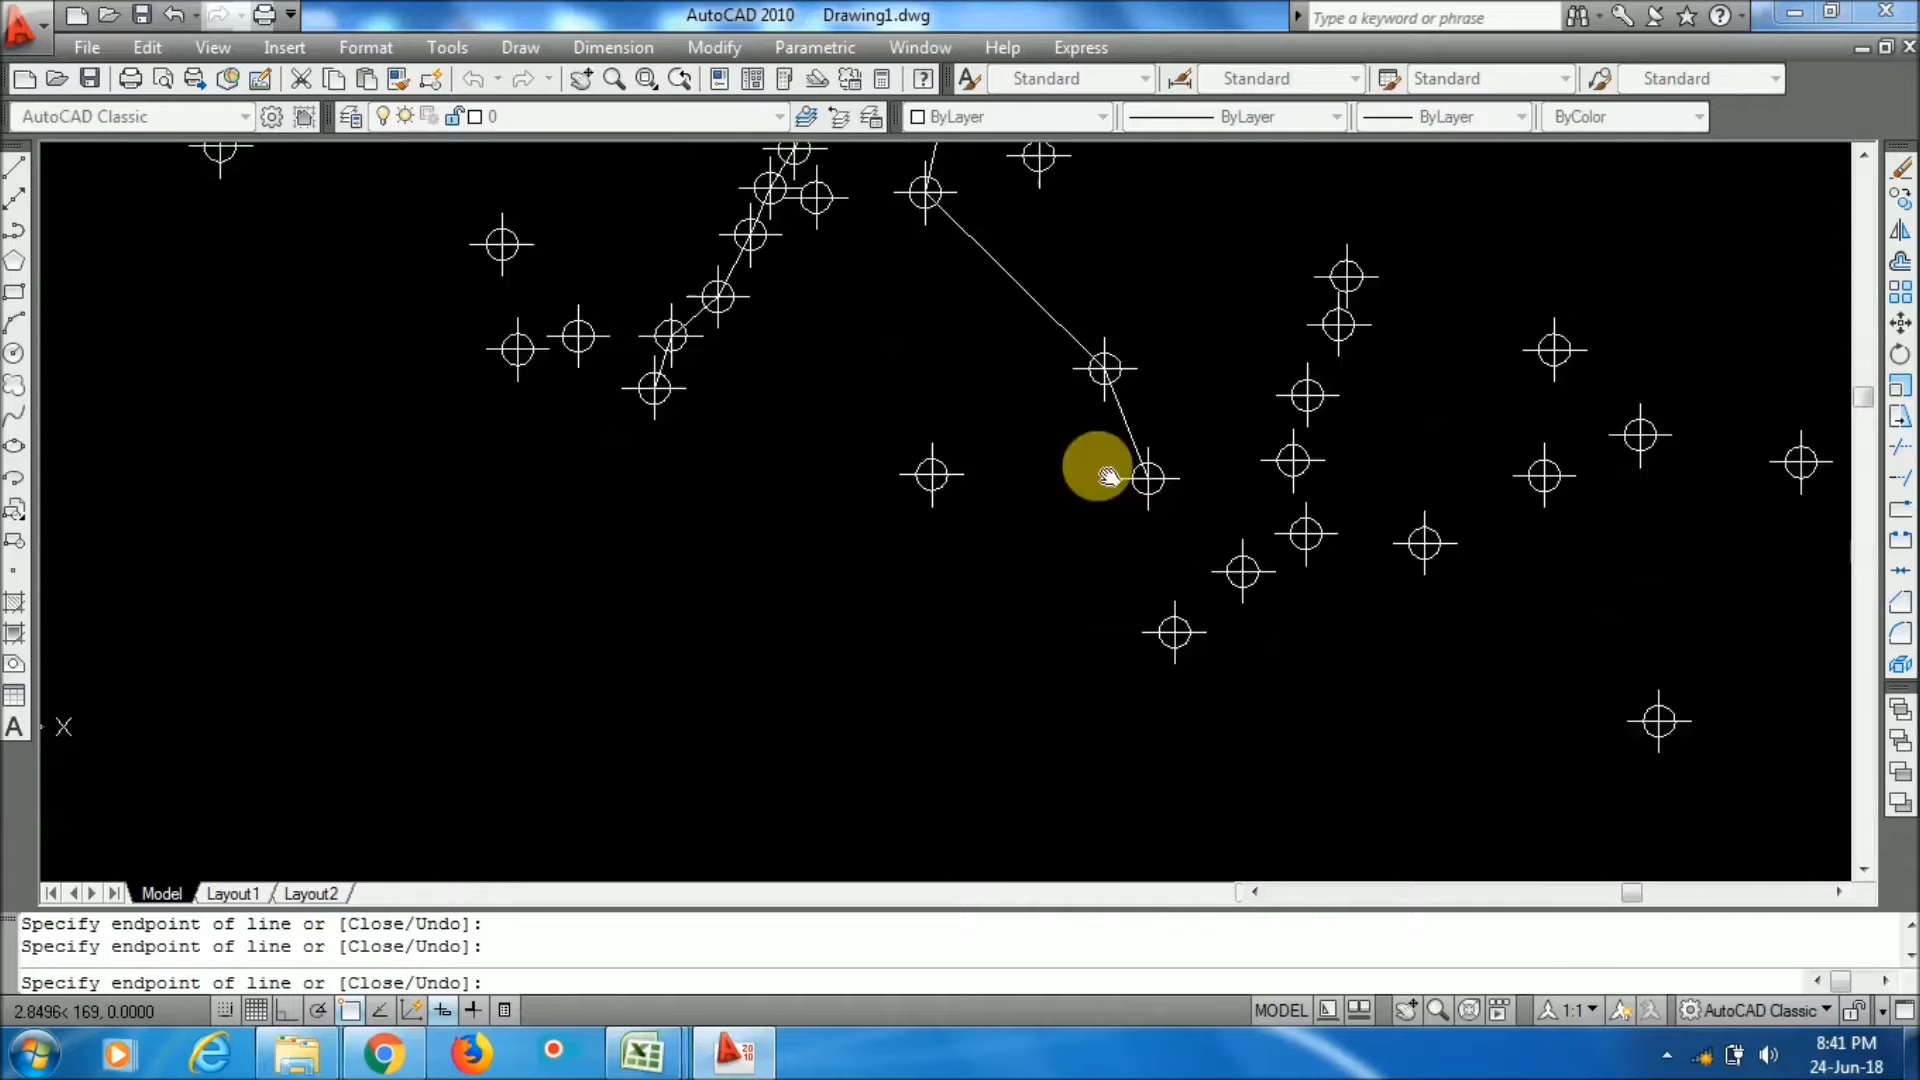 AutoCAD 2010 Drawing1.dwg
Type a keyword or phrase
File Edit View Insert Format Tools Draw Dimension Modify Parametric Window Help Express
Standard Standard Standard Standard
AutoCAD Classic 0 ByLayer ByLayer ByLayer ByColor
X
Model Layout1 Layout2
Specify endpoint of line or [Close/Undo]:
Specify endpoint of line or [Close/Undo]:
Specify endpoint of line or [Close/Undo]:
2.8496< 169, 0.0000 MODEL 1:1 AutoCAD Classic
8:41 PM
24-Jun-18